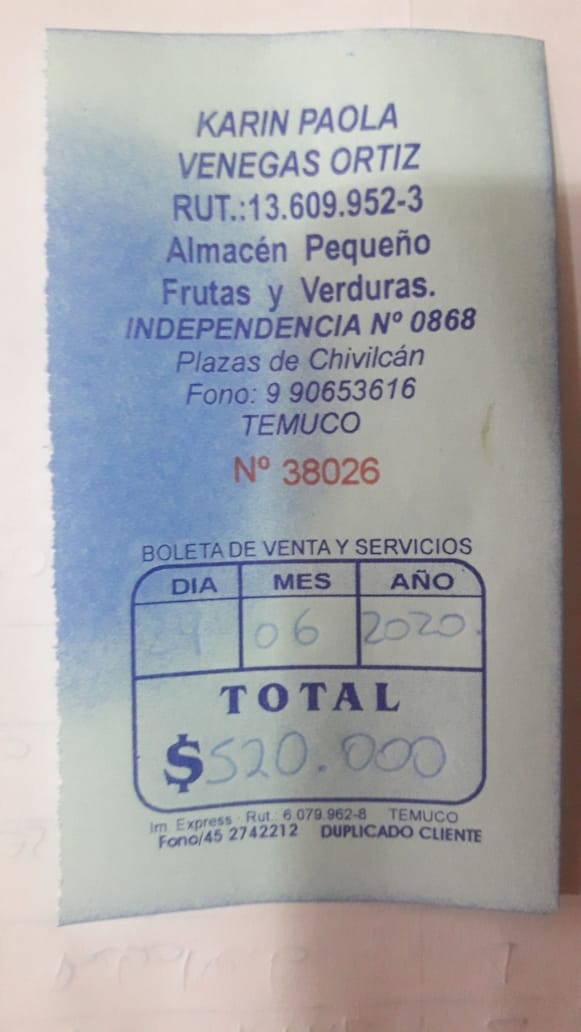 KARIN PAOLA
VENEGAS ORTIZ
RUT.:13.609.952-3
Almacén Pequeño
Frutas y Verduras.
INDEPENDENCIA Nº 0868
Plazas de Chivilcán
Fono: 9 90653616
TEMUCO
Nº 38026
BOLETA DE VENTA Y SERVICIOS
DIA MES AÑO
06 2020.
TOTAL
$520.000
Im. Express - Rut.: 6.079.962-8 TEMUCO
Fono/45 2742212 DUPLICADO CLIENTE